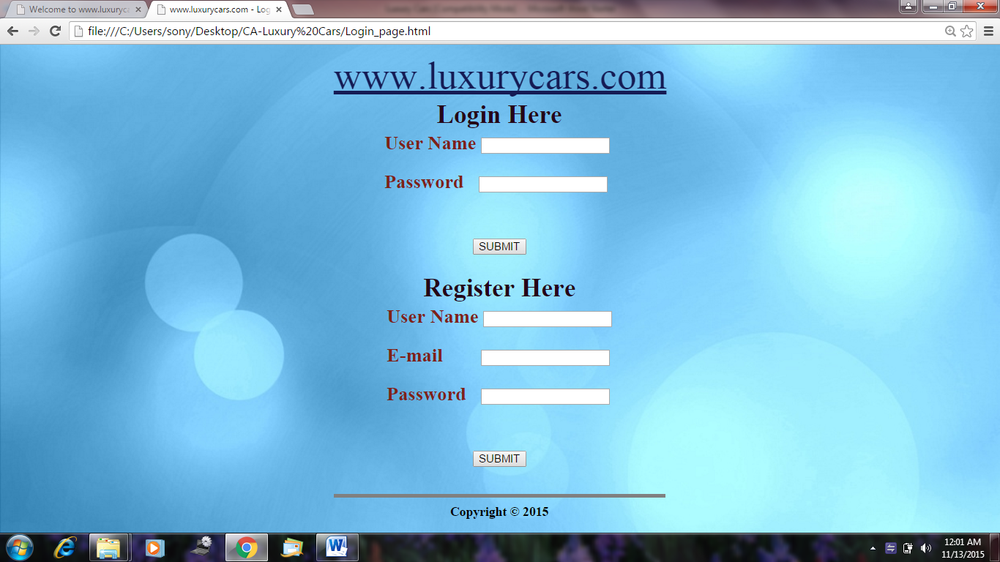 Welcome to www.luxuryca
www.luxurycars.com - Log
file:///C:/Users/sony/Desktop/CA-Luxury%20Cars/Login_page.html
www.luxurycars.com
Login Here
User Name
Password
SUBMIT
Register Here
User Name
E-mail
Password
SUBMIT
Copyright © 2015
12:01 AM
11/13/2015